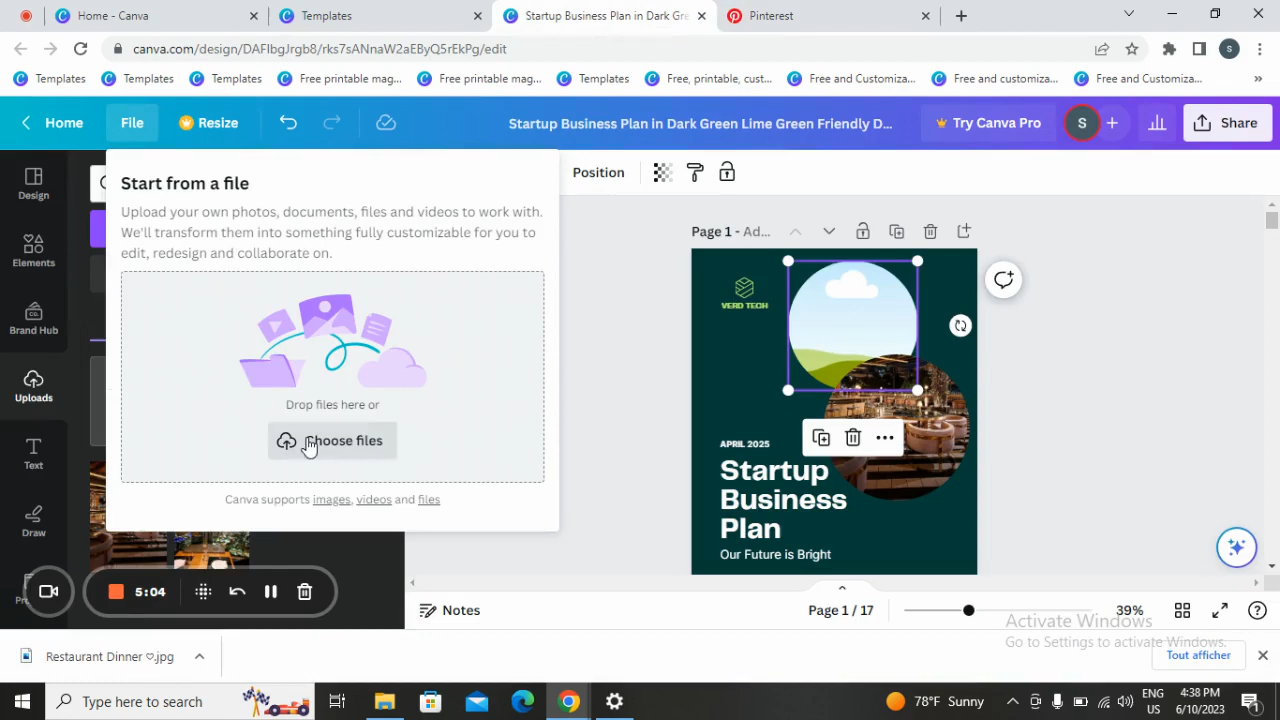 Home - Canva
Templates
Startup Business Plan in Dark Gre
Pinterest
canva.com/design/DAFlbgJrgb8/rks7sANnaW2aEByQ5rEkPg/edit
S
Templates
Templates
Templates
Free printable mag...
Free printable mag...
Templates
Free, printable, cust...
Free and Customiza...
Free and customiza...
Free and Customiza...
Home
File
Resize
Startup Business Plan in Dark Green Lime Green Friendly D...
Try Canva Pro
S
Share
Design
Elements
CO.
Brand Hub
Uploads
Text
Draw
Start from a file
Upload your own photos, documents, files and videos to work with.
We'll transform them into something fully customizable for you to
edit, redesign and collaborate on.
Drop files here or
Choose files
Canva supports images, videos and files
Position
Page 1 - Ad...
VERD TECH
APRIL 2025
Startup
Business
Plan
Our Future is Bright
5:04
Notes
Page 1 / 17
39%
Activate Windows
Go to Settings to activate Windows.
Restaurant Dinner ♡.jpg
Tout afficher
Type here to search
78°F Sunny
ENG
US
4:38 PM
6/10/2023
1